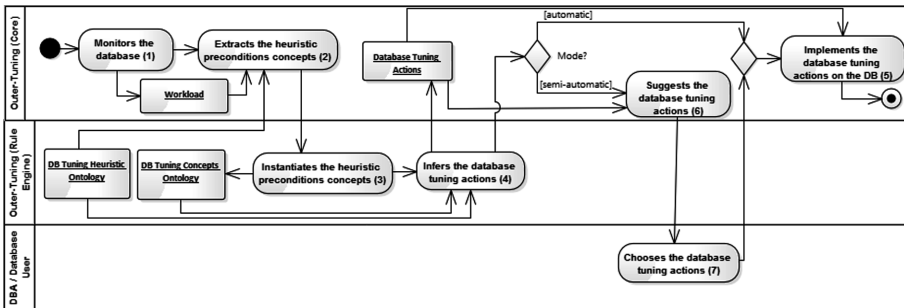 Outer-Tuning (Core)
Monitors the
database (1)
Workload
Extracts the heuristic
preconditions concepts (2)
Database Tuning
Actions
[automatic]
Mode?
[semi-automatic]
Suggests the
database tuning
actions (6)
Implements the
database tuning
actions on the DB (5)
Outer-Tuning (Rule
Engine)
DB Tuning Heuristic
Ontology
DB Tuning Concepts
Ontology
Instantiates the heuristic
preconditions concepts (3)
Infers the database
tuning actions (4)
DBA / Database
User
Chooses the database
tuning actions (7)